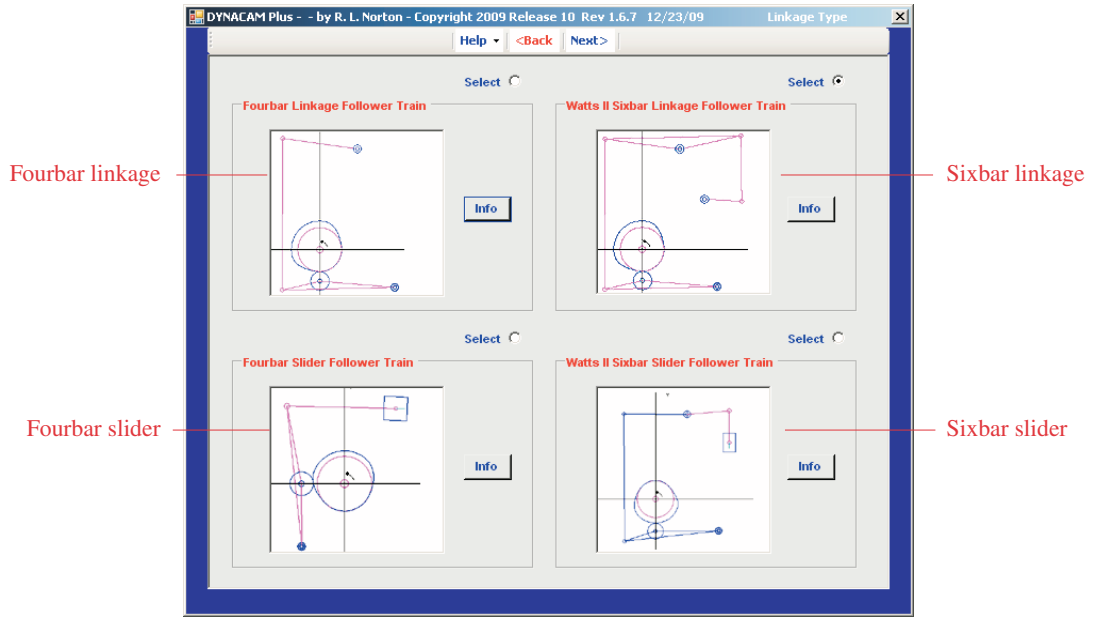 DYNACAM Plus - - by R. L. Norton - Copyright 2009 Release 10 Rev 1.6.7 12/23/09 Linkage Type
Help <Back Next>
Select Select
Fourbar Linkage Follower Train Watts II Sixbar Linkage Follower Train
Fourbar linkage Sixbar linkage
Info Info
Select Select
Fourbar Slider Follower Train Watts II Sixbar Slider Follower Train
Fourbar slider Sixbar slider
Info Info